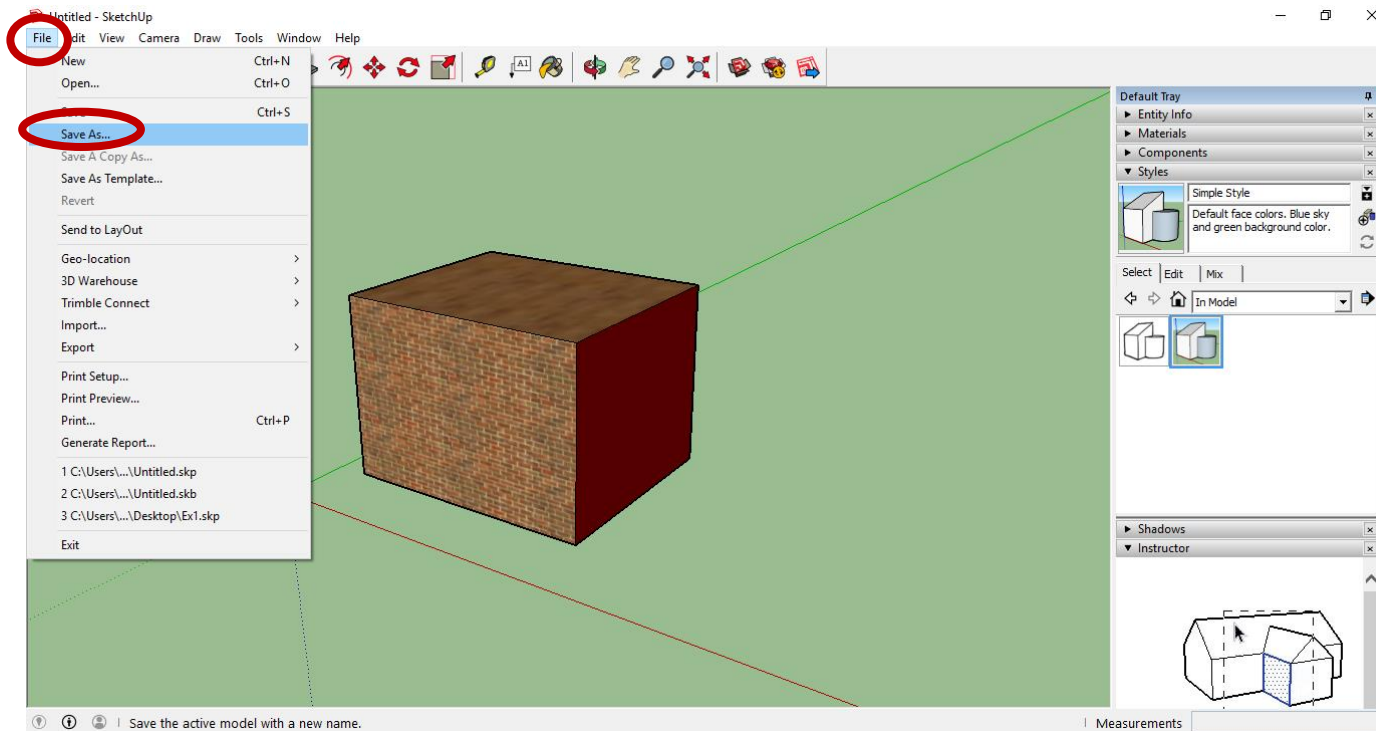 Untitled - SketchUp
File Edit View Camera Draw Tools Window Help
New Ctrl+N
Open... Ctrl+O
Save Ctrl+S
Save As...
Save A Copy As...
Save As Template...
Revert
Send to LayOut
Geo-location
3D Warehouse
Trimble Connect
Import...
Export
Print Setup...
Print Preview...
Print... Ctrl+P
Generate Report...
1 C:\Users\...\Untitled.skp
2 C:\Users\...\Untitled.skb
3 C:\Users\...\Desktop\Ex1.skp
Exit
A1
Default Tray
Entity Info
Materials
Components
Styles
Simple Style
Default face colors. Blue sky
and green background color.
Select Edit Mix
In Model
Shadows
Instructor
Save the active model with a new name.
Measurements